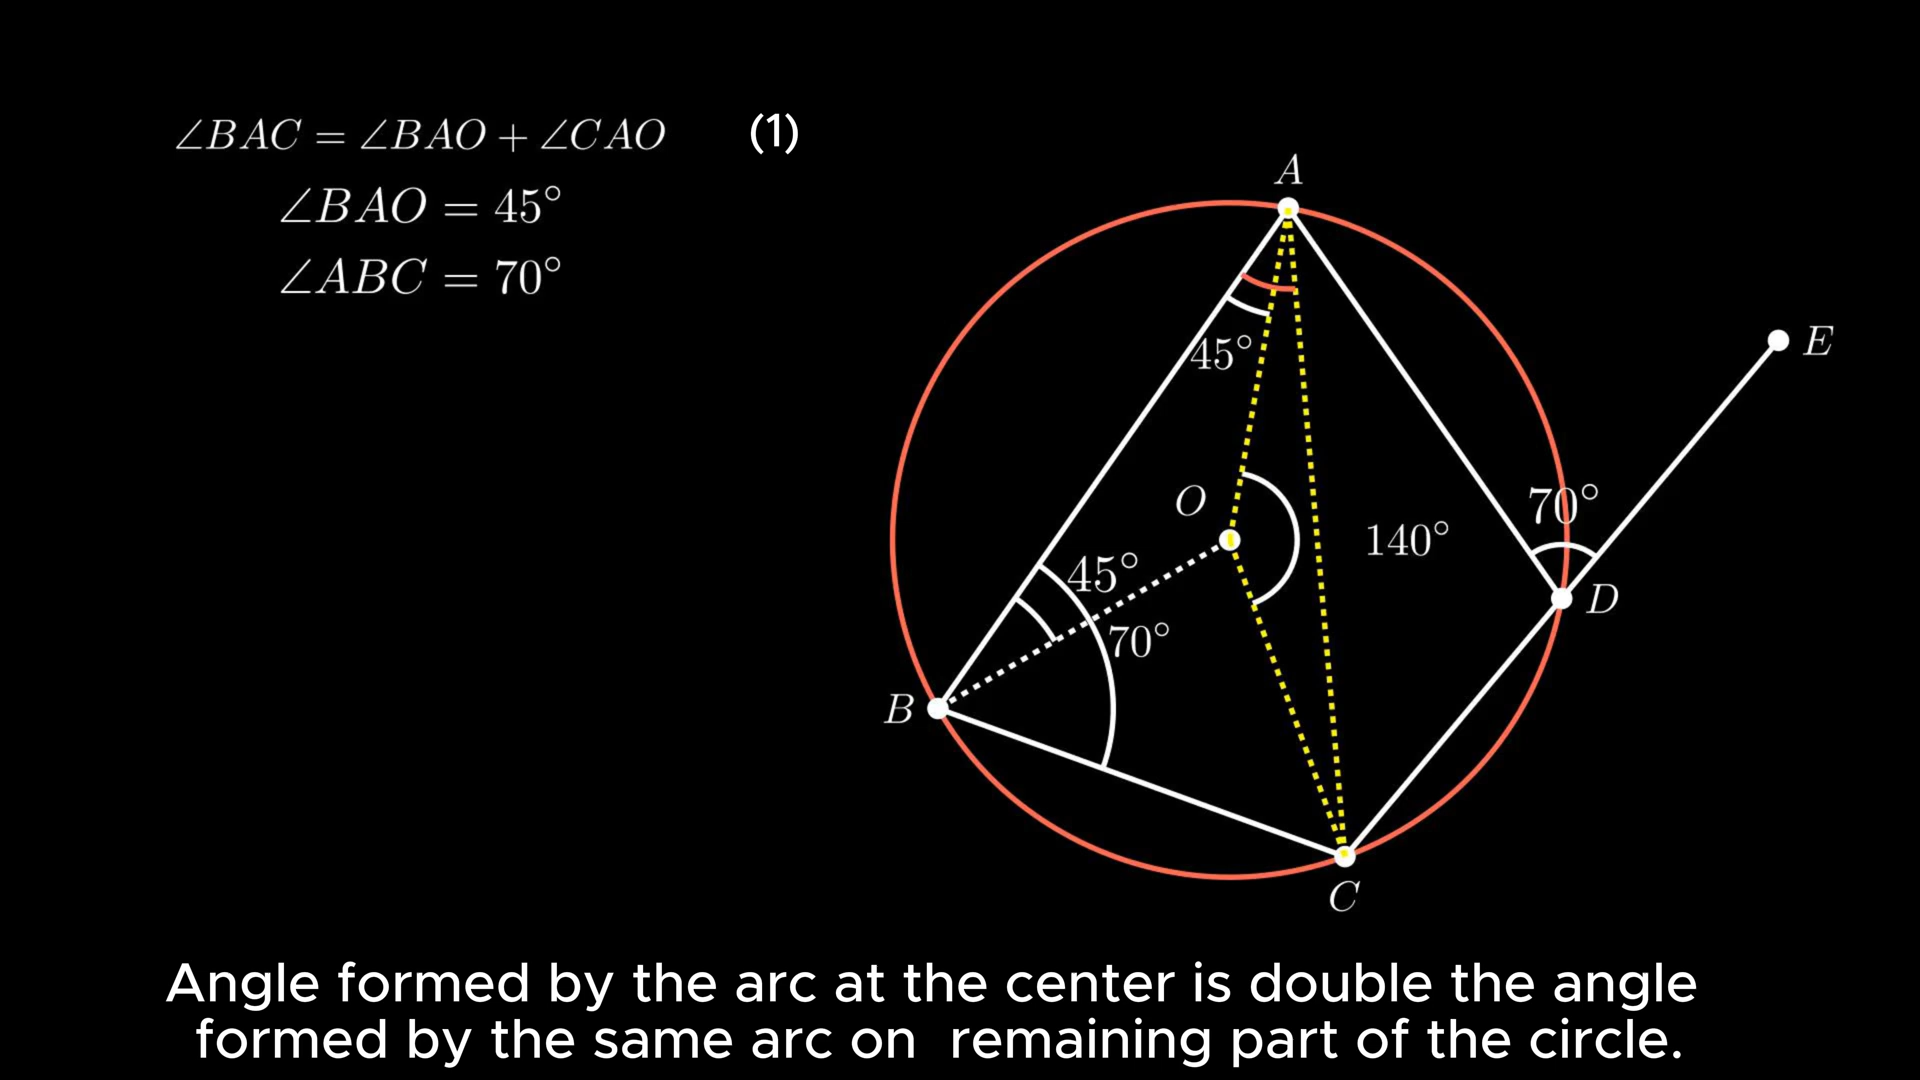 ∠BAC = ∠BAO + ∠CAO (1)
∠BAO = 45°
∠ABC = 70°
A
E
45°
O
70°
140°
45°
D
70°
B
C
Angle formed by the arc at the center is double the angle
formed by the same arc on remaining part of the circle.